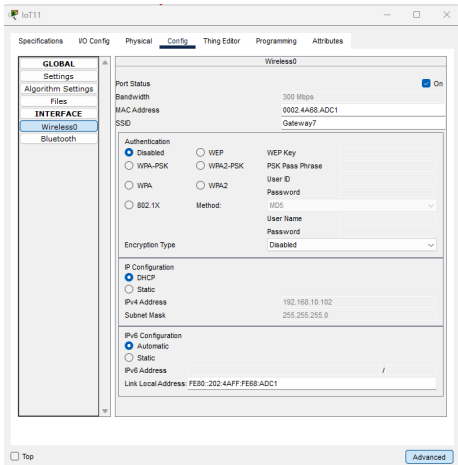 IoT11
Specifications I/O Config Physical Config Thing Editor Programming Attributes
GLOBAL
Settings
Algorithm Settings
Files
INTERFACE
Wireless0
Bluetooth
Wireless0
Port Status On
Bandwidth 300 Mbps
MAC Address 0002.4A68.ADC1
SSID Gateway7
Authentication
Disabled WEP WEP Key
WPA-PSK WPA2-PSK PSK Pass Phrase
User ID
WPA WPA2 Password
802.1X Method: MD5
User Name
Password
Encryption Type Disabled
IP Configuration
DHCP
Static
IPv4 Address 192.168.10.102
Subnet Mask 255.255.255.0
IPv6 Configuration
Automatic
Static
IPv6 Address /
Link Local Address: FE80::202:4AFF:FE68:ADC1
Top Advanced